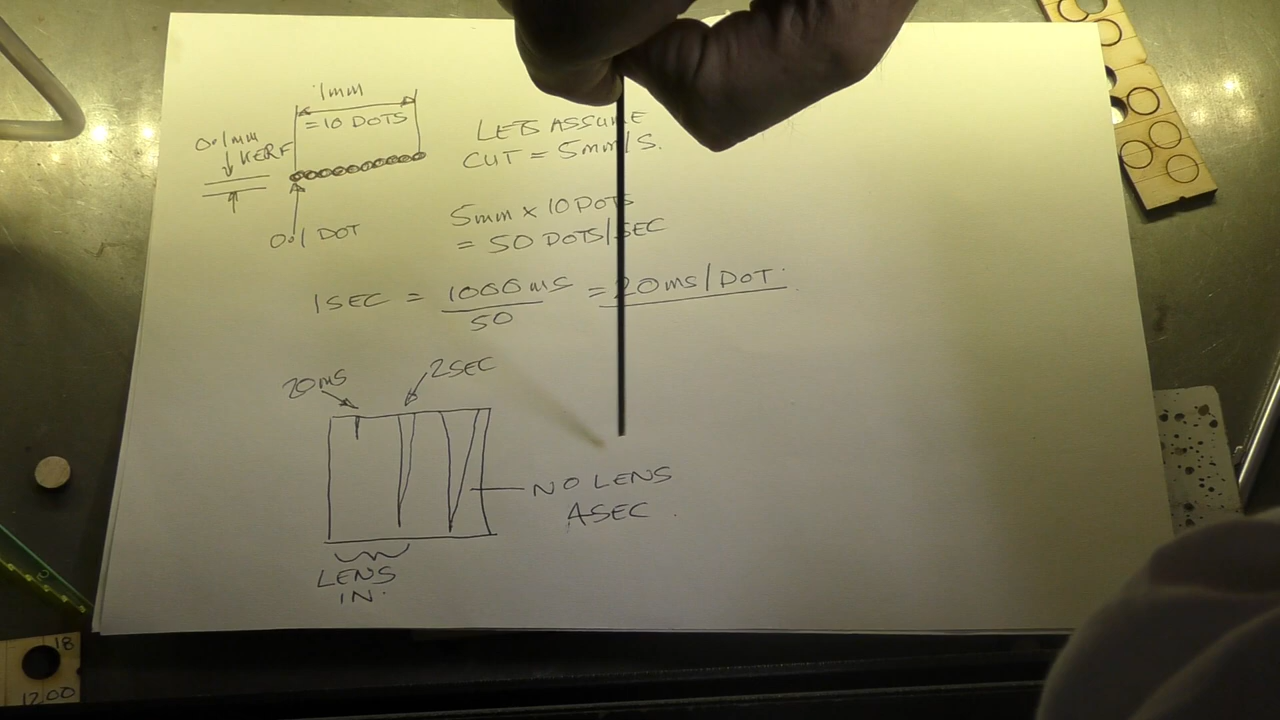 1mm
= 10 DOTS
0.1mm
KERF
0.1 DOT
LETS ASSUME
CUT = 5mm/S.
5mm × 10 DOTS
= 50 DOTS/SEC
1SEC = 1000ms = 20ms/DOT.
50
20ms
2SEC
NO LENS
4SEC.
LENS
IN.
18
12.00